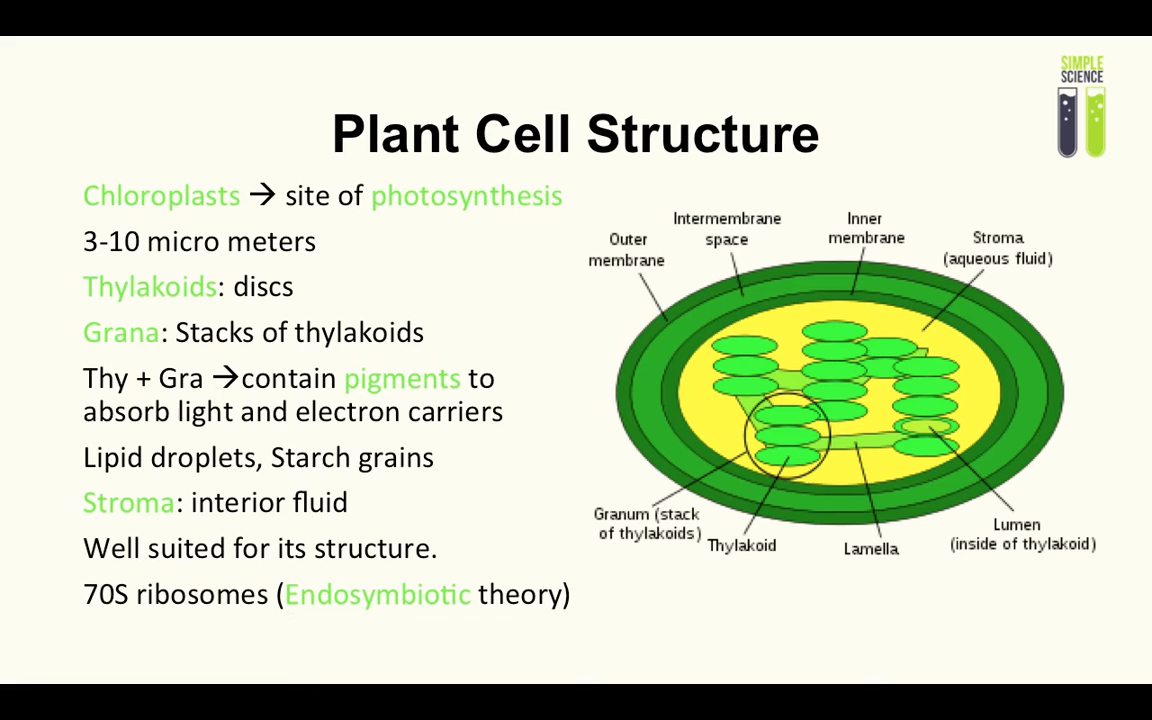 SIMPLE
SCIENCE
Plant Cell Structure
Chloroplasts → site of photosynthesis
3-10 micro meters
Thylakoids: discs
Grana: Stacks of thylakoids
Thy + Gra →contain pigments to
absorb light and electron carriers
Lipid droplets, Starch grains
Stroma: interior fluid
Well suited for its structure.
70S ribosomes (Endosymbiotic theory)
Outer
membrane
Intermembrane
space
Inner
membrane
Stroma
(aqueous fluid)
Granum (stack
of thylakoids)
Thylakoid
Lamella
Lumen
(inside of thylakoid)